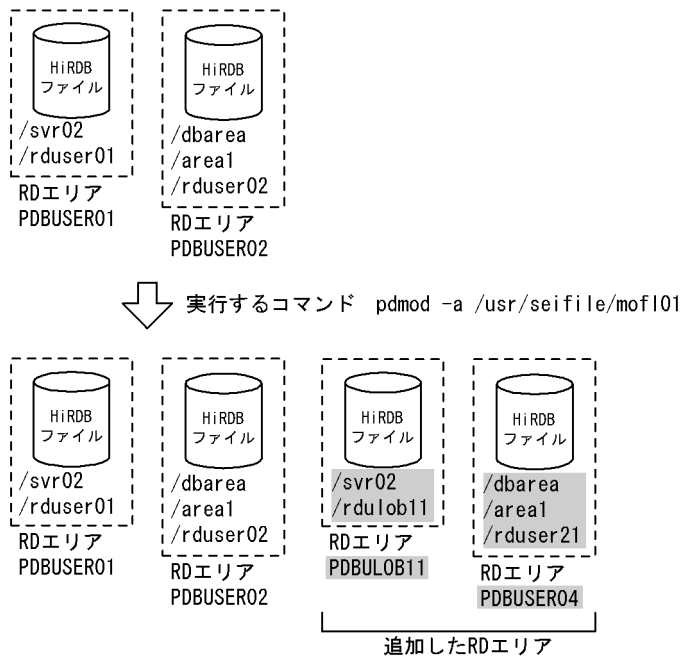 HiRDB
ファイル
/svr02
/rduser01
RDエリア
PDBUSER01
HiRDB
ファイル
/dbarea
/area1
/rduser02
RDエリア
PDBUSER02
実行するコマンド pdmod -a /usr/seifile/mofl01
HiRDB
ファイル
/svr02
/rduser01
RDエリア
PDBUSER01
HiRDB
ファイル
/dbarea
/area1
/rduser02
RDエリア
PDBUSER02
HiRDB
ファイル
/svr02
/rdulob11
RDエリア
PDBULOB11
HiRDB
ファイル
/dbarea
/area1
/rduser21
RDエリア
PDBUSER04
追加したRDエリア